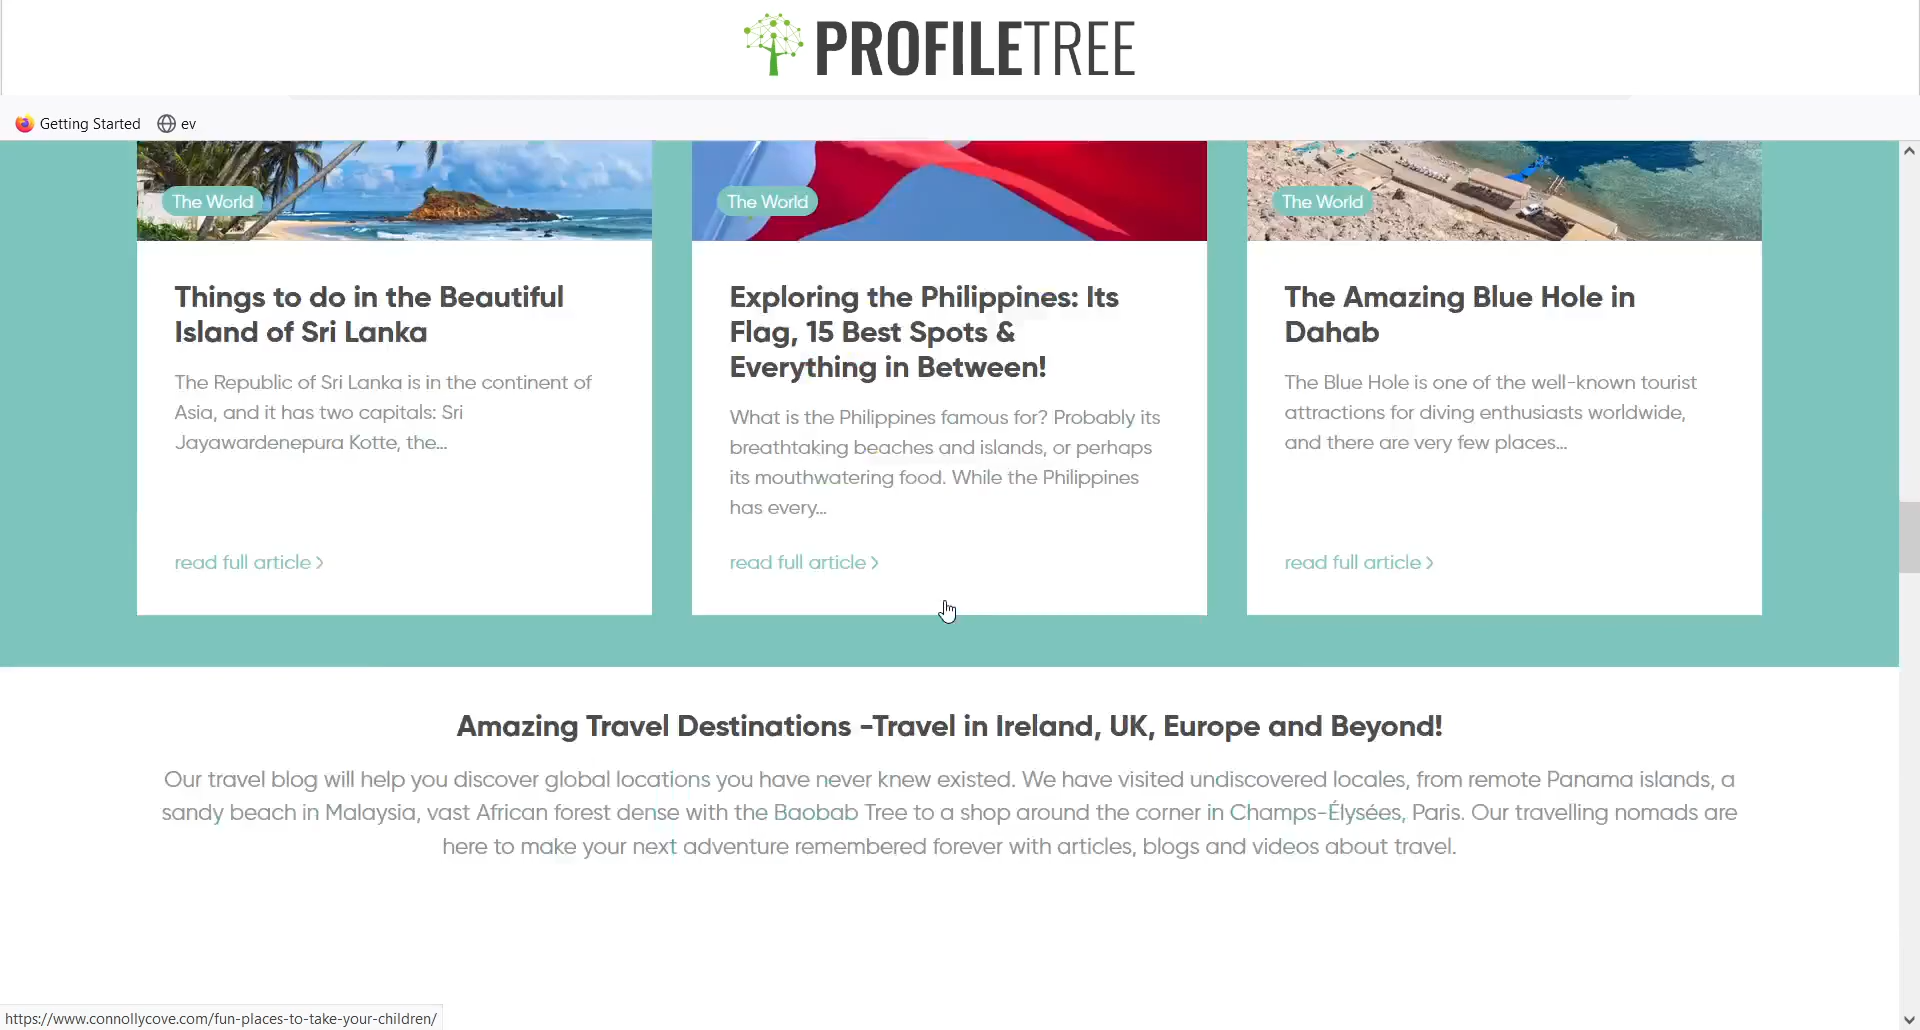 PROFILETREE
Getting Started
ev
The World
The World
The World
Things to do in the Beautiful
Island of Sri Lanka
The Republic of Sri Lanka is in the continent of
Asia, and it has two capitals: Sri
Jayawardenepura Kotte, the...
read full article >
Exploring the Philippines: Its
Flag, 15 Best Spots &
Everything in Between!
What is the Philippines famous for? Probably its
breathtaking beaches and islands, or perhaps
its mouthwatering food. While the Philippines
has every...
read full article >
The Amazing Blue Hole in
Dahab
The Blue Hole is one of the well-known tourist
attractions for diving enthusiasts worldwide,
and there are very few places...
read full article >
Amazing Travel Destinations -Travel in Ireland, UK, Europe and Beyond!
Our travel blog will help you discover global locations you have never knew existed. We have visited undiscovered locales, from remote Panama islands, a
sandy beach in Malaysia, vast African forest dense with the Baobab Tree to a shop around the corner in Champs-Élysées, Paris. Our travelling nomads are
here to make your next adventure remembered forever with articles, blogs and videos about travel.
https://www.connollycove.com/fun-places-to-take-your-children/